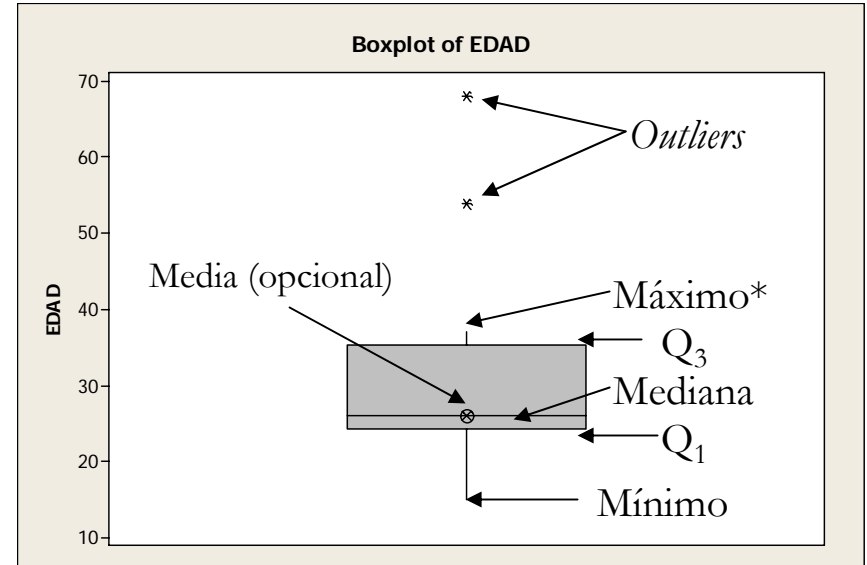 Boxplot of EDAD
70
60
50
40
30
20
10
EDAD
Outliers
Media (opcional)
Máximo*
Q3
Mediana
Q1
Mínimo